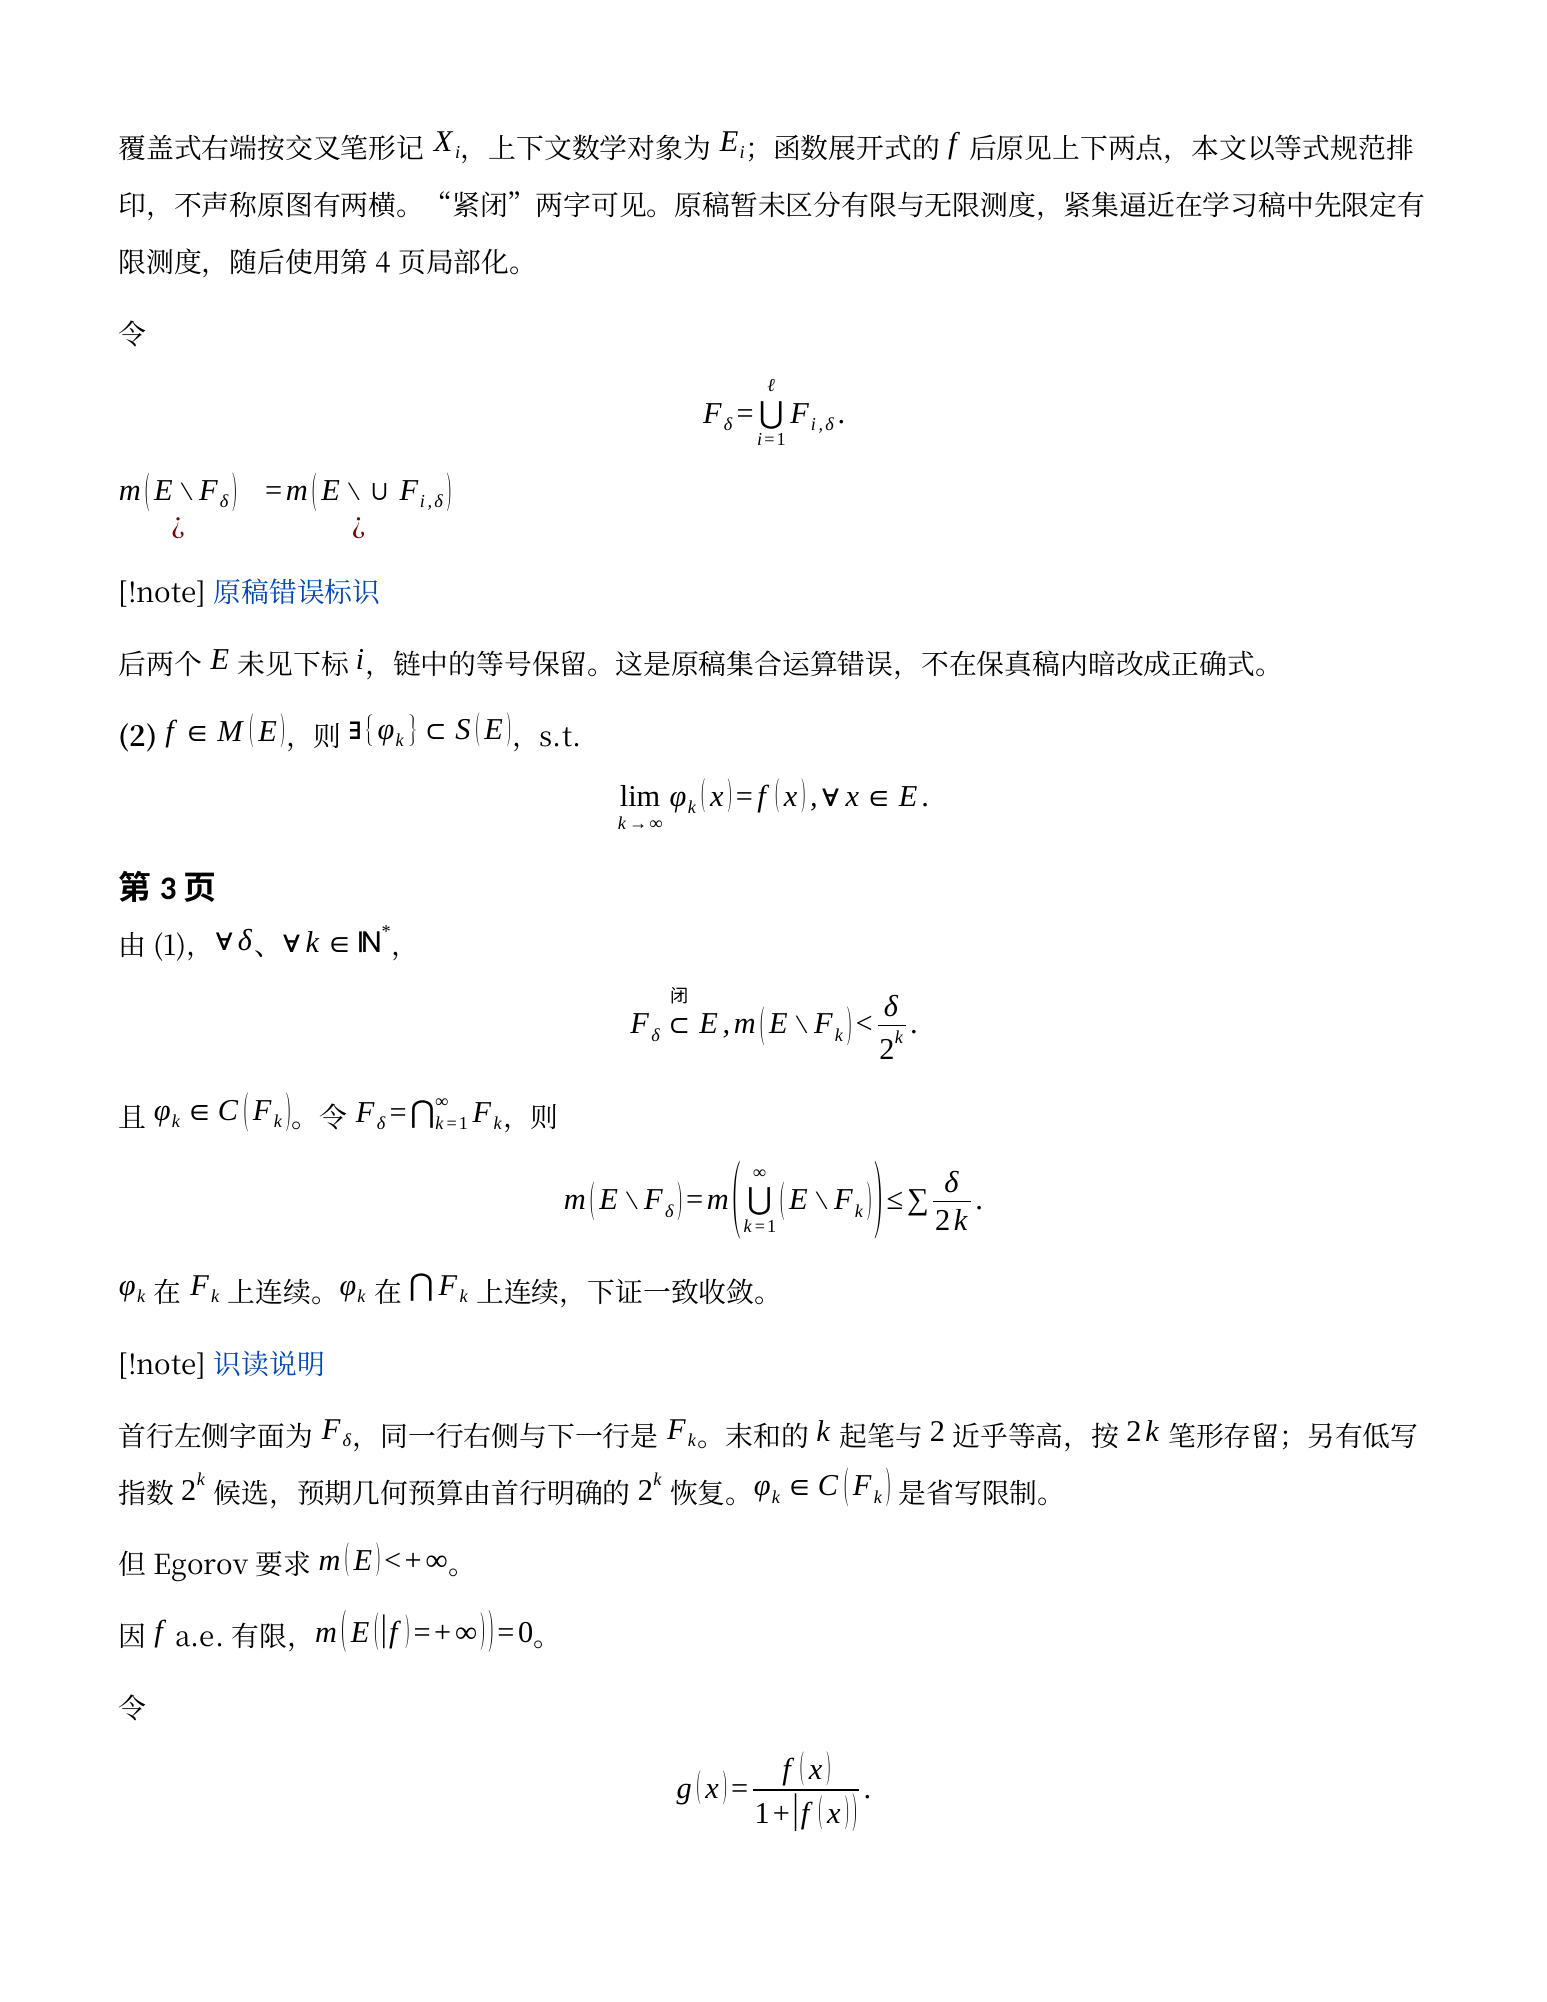 覆盖式右端按交叉笔形记 X_i，上下文数学对象为 E_i；函数展开式的 f 后原见上下两点，本文以等式规范排
印，不声称原图有两横。“紧闭”两字可见。原稿暂未区分有限与无限测度，紧集逼近在学习稿中先限定有
限测度，随后使用第 4 页局部化。
令
F_δ=⋃_{i=1}^{ℓ} F_{i,δ}.
m(E∖F_δ) =m(E∖∪F_{i,δ})
¿ ¿
[!note] 原稿错误标识
后两个 E 未见下标 i，链中的等号保留。这是原稿集合运算错误，不在保真稿内暗改成正确式。
(2) f∈M(E)，则 ∃{φ_k}⊂S(E)，s.t.
lim_{k→∞} φ_k(x)=f(x),∀x∈E.
第 3 页
由 (1)，∀δ、∀k∈ℕ^*，
F_δ ⊂^{闭} E,m(E∖F_k)<δ/2^k.
且 φ_k∈C(F_k)。令 F_δ=⋂_{k=1}^{∞}F_k，则
m(E∖F_δ)=m(⋃_{k=1}^{∞}(E∖F_k))≤∑δ/2k.
φ_k 在 F_k 上连续。φ_k 在 ⋂F_k 上连续，下证一致收敛。
[!note] 识读说明
首行左侧字面为 F_δ，同一行右侧与下一行是 F_k。末和的 k 起笔与 2 近乎等高，按 2k 笔形存留；另有低写
指数 2^k 候选，预期几何预算由首行明确的 2^k 恢复。φ_k∈C(F_k) 是省写限制。
但 Egorov 要求 m(E)<+∞。
因 f a.e. 有限，m(E(|f)=+∞))=0。
令
g(x)=f(x)/(1+|f(x)).